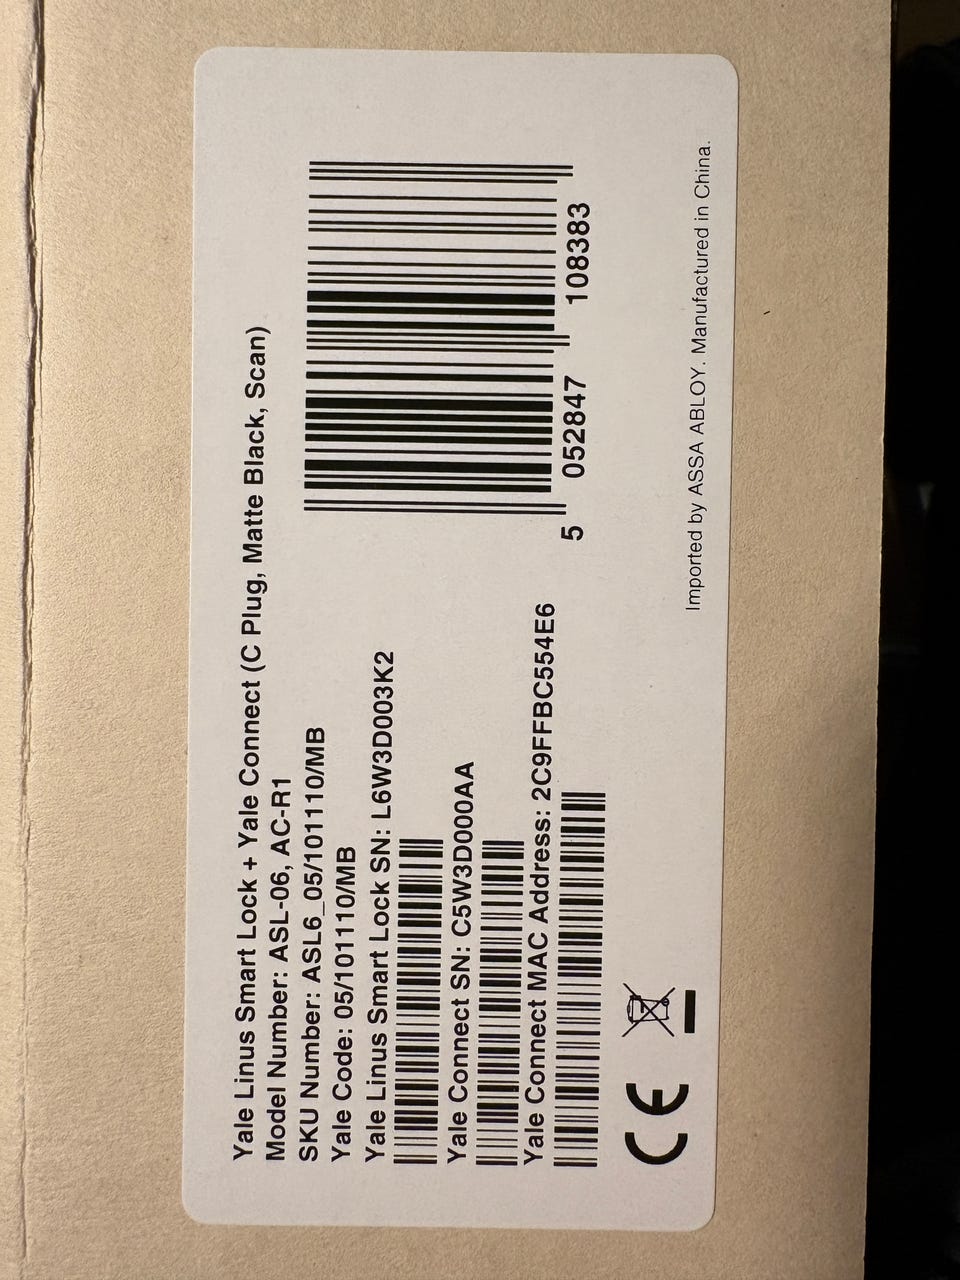 Yale Linus Smart Lock + Yale Connect (C Plug, Matte Black, Scan)
Model Number: ASL-06, AC-R1
SKU Number: ASL6_05/101110/MB
Yale Code: 05/101110/MB
Yale Linus Smart Lock SN: L6W3D003K2
Yale Connect SN: C5W3D000AA
Yale Connect MAC Address: 2C9FFBC554E6
5 052847 108383
CE
Imported by ASSA ABLOY. Manufactured in China.